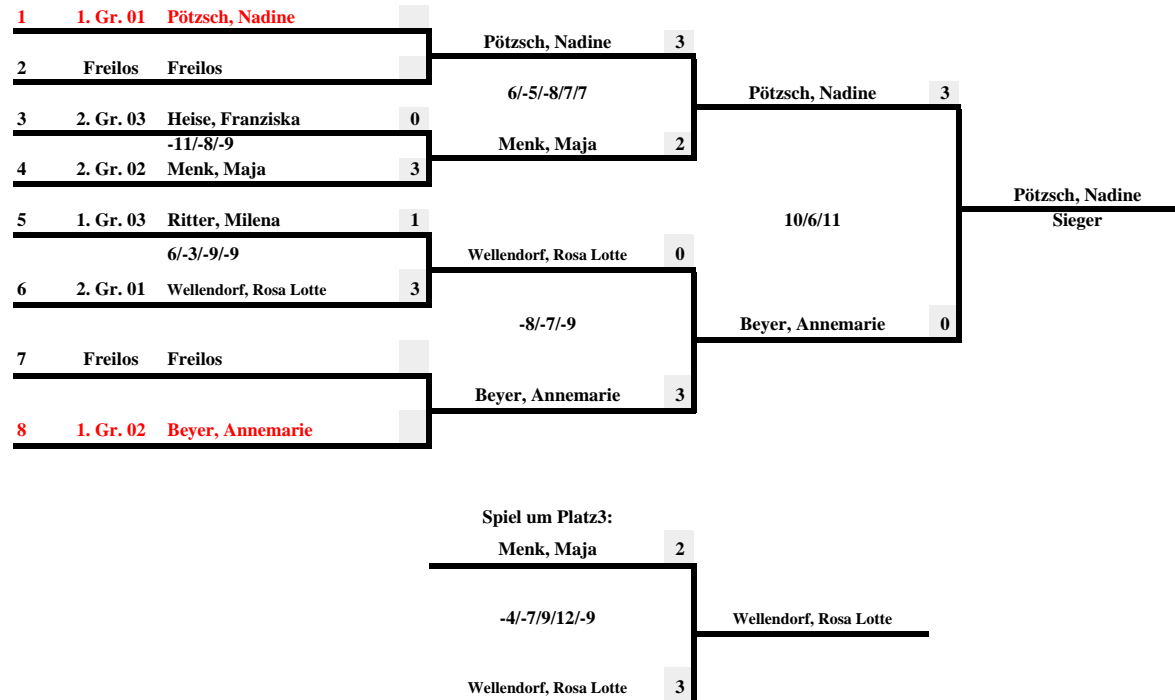 1 1. Gr. 01 Pötzsch, Nadine
Pötzsch, Nadine 3
2 Freilos Freilos
6/-5/-8/7/7
Pötzsch, Nadine 3
3 2. Gr. 03 Heise, Franziska 0
-11/-8/-9
Menk, Maja 2
4 2. Gr. 02 Menk, Maja 3
Pötzsch, Nadine
5 1. Gr. 03 Ritter, Milena 1
10/6/11
Sieger
6/-3/-9/-9
Wellendorf, Rosa Lotte 0
6 2. Gr. 01 Wellendorf, Rosa Lotte 3
-8/-7/-9
Beyer, Annemarie 0
7 Freilos Freilos
Beyer, Annemarie 3
8 1. Gr. 02 Beyer, Annemarie
Spiel um Platz3:
Menk, Maja 2
-4/-7/9/12/-9
Wellendorf, Rosa Lotte
Wellendorf, Rosa Lotte 3